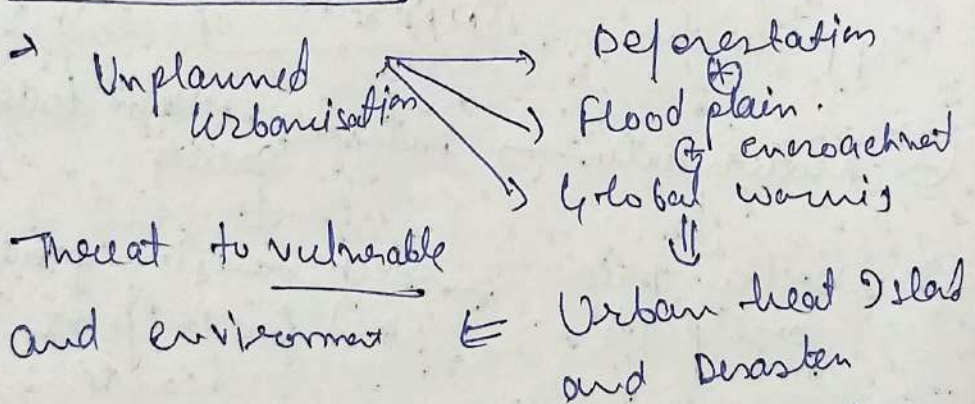 → Unplanned Urbanisation → Deforestation
(+)
→ Flood plain.
(+) encroachment
→ Global warming
⇓
Urban heat Island
and Disaster
⇐ Threat to vulnerable
and environment